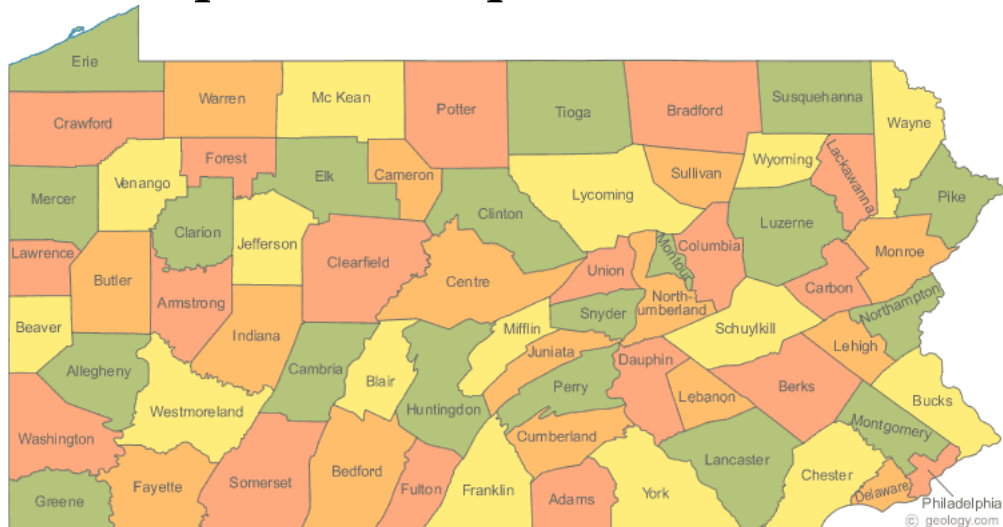 Erie
Warren
Mc Kean
Potter
Tioga
Bradford
Susquehanna
Wayne
Crawford
Forest
Elk
Cameron
Clinton
Lycoming
Sullivan
Wyoming
Lackawanna
Pike
Mercer
Venango
Clarion
Jefferson
Clearfield
Centre
Union
Montour
Columbia
Luzerne
Monroe
Lawrence
Butler
Armstrong
Indiana
Snyder
North-
umberland
Carbon
Northampton
Beaver
Allegheny
Westmoreland
Cambria
Blair
Huntingdon
Mifflin
Juniata
Perry
Dauphin
Schuylkill
Lebanon
Berks
Lehigh
Bucks
Montgomery
Washington
Greene
Fayette
Somerset
Bedford
Fulton
Franklin
Cumberland
Adams
York
Lancaster
Chester
Delaware
Philadelphia
© geology.com